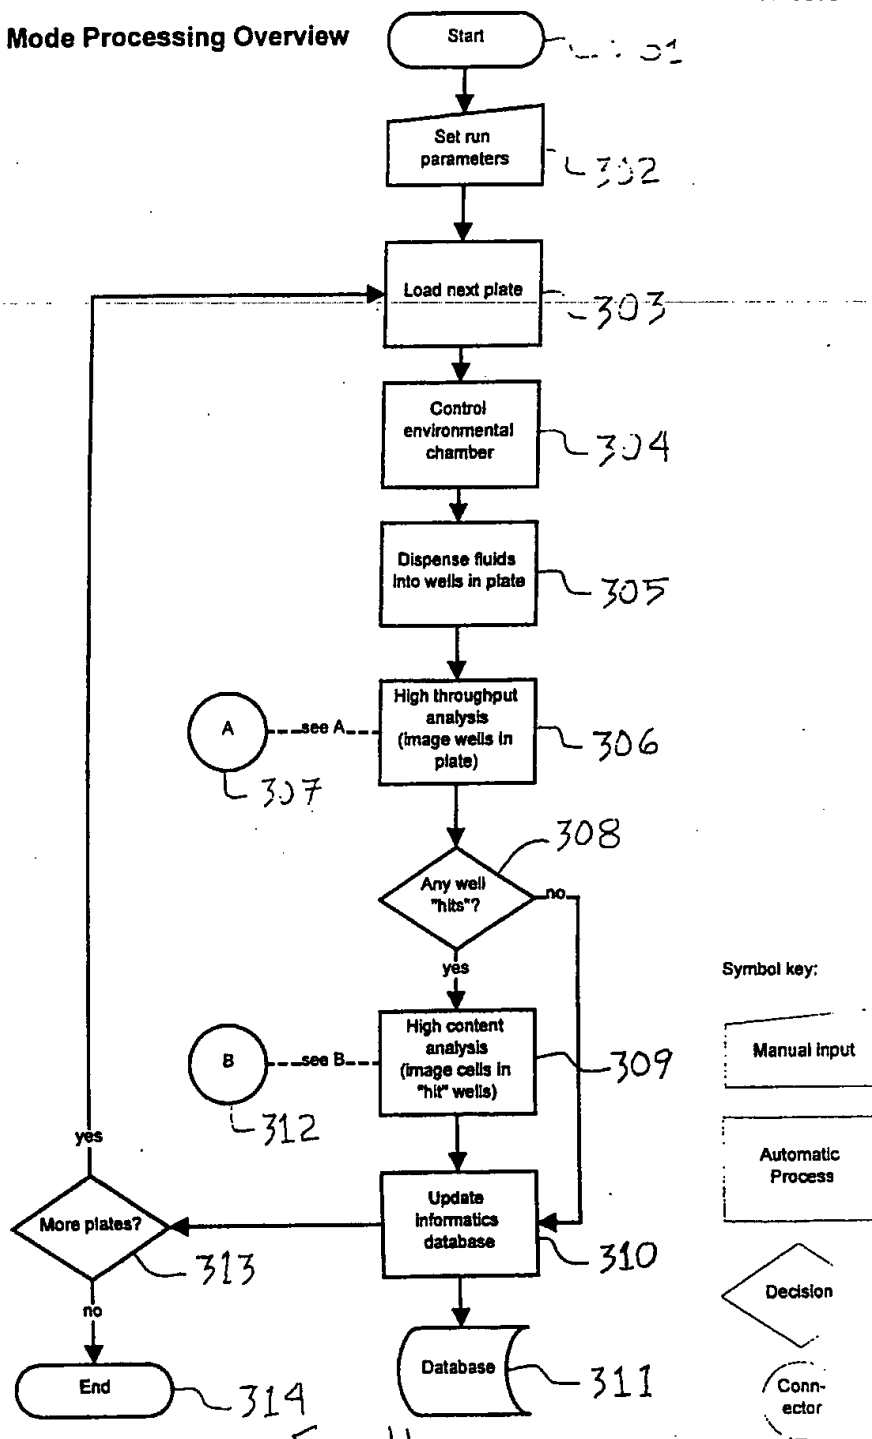 Mode Processing Overview
Start
Set run
parameters
302
Load next plate
303
Control
environmental
chamber
304
Dispense fluids
into wells in plate
305
High throughput
analysis
(image wells in
plate)
306
A
see A
307
308
Any well
"hits"?
no
yes
High content
analysis
(image cells in
"hit" wells)
309
B
see B
312
yes
Update
informatics
database
310
More plates?
313
no
Database
311
End
314
Symbol key:
Manual input
Automatic
Process
Decision
Conn-
ector